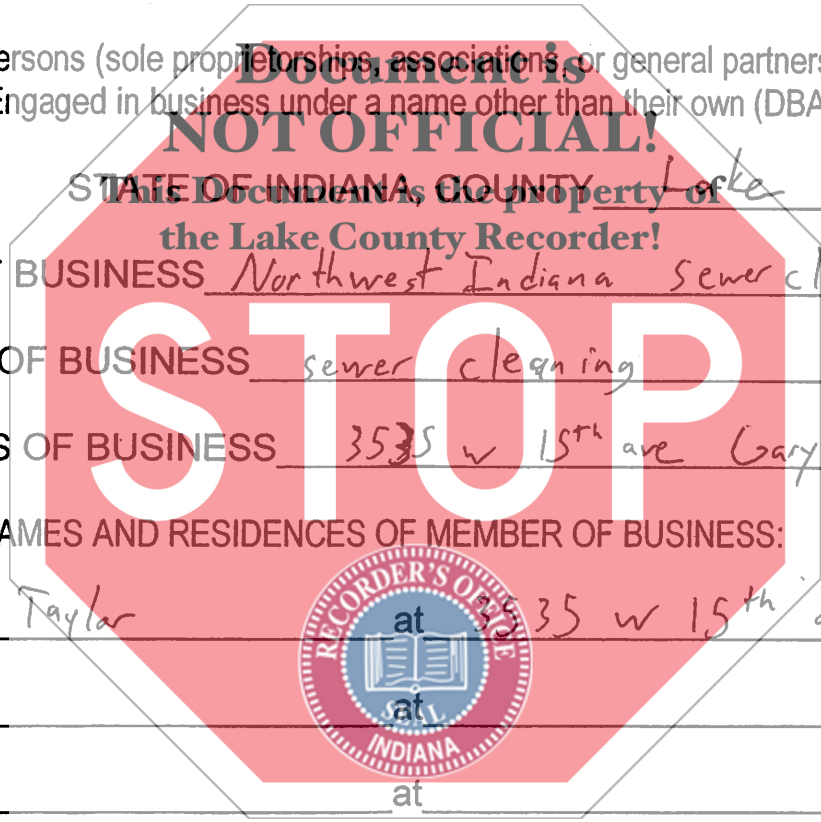 ersons (sole proprietorships, associations, or general partners
Document is
Engaged in business under a name other than their own (DBA
NOT OFFICIAL!
STATE OF INDIANA, COUNTY Lake
This Document is the property of
the Lake County Recorder!
BUSINESS Northwest Indiana Sewer cl
OF BUSINESS sewer cleaning
STOP
S OF BUSINESS 3535 w 15th ave Gary
AMES AND RESIDENCES OF MEMBER OF BUSINESS:
Taylor at 3535 w 15th a
RECORDER'S OFFICE
at
SEAL
INDIANA
at